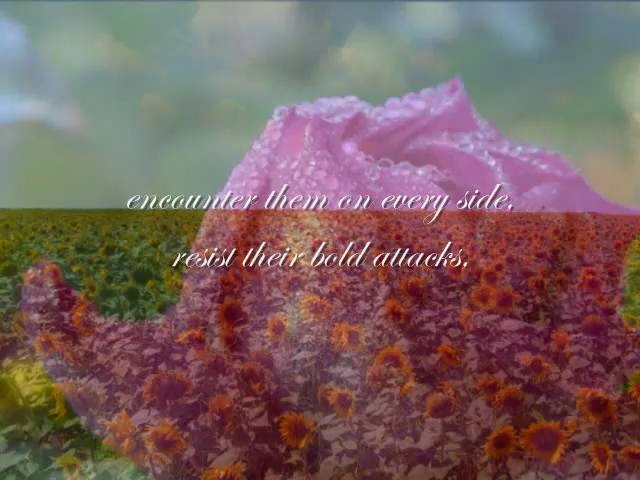 encounter them on every side,
resist their bold attacks,